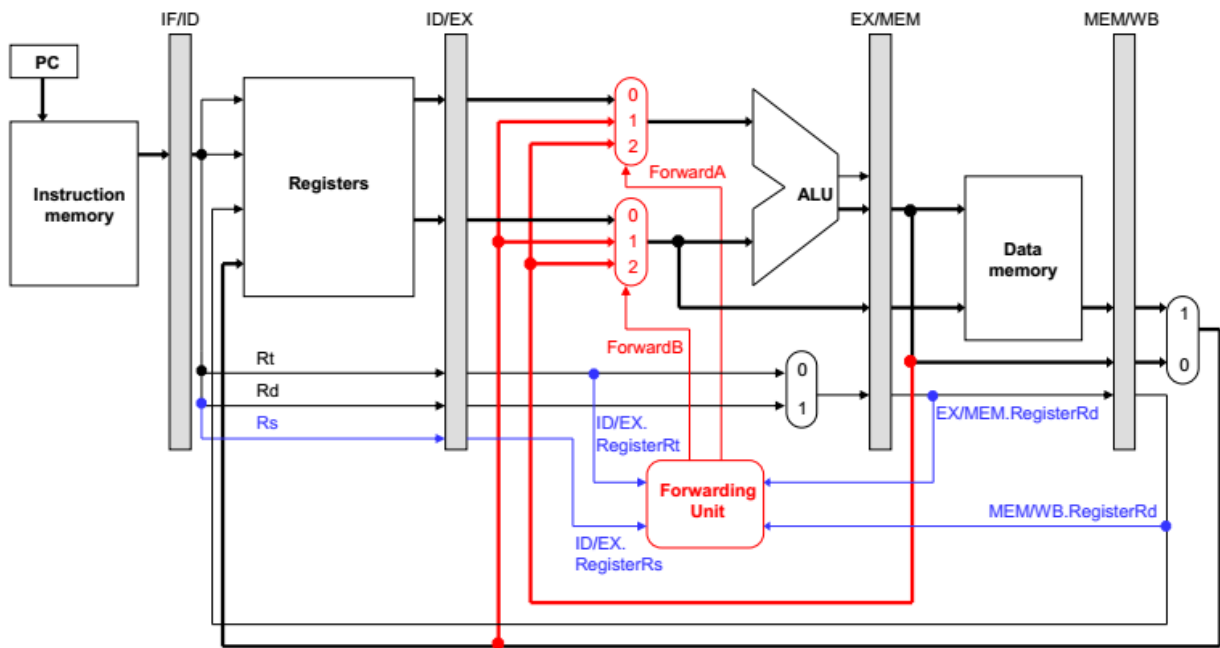 IF/ID
ID/EX
EX/MEM
MEM/WB
PC
Instruction
memory
Registers
0
1
2
ForwardA
0
1
2
ALU
Data
memory
1
0
ForwardB
Rt
Rd
Rs
0
1
ID/EX.
RegisterRt
EX/MEM.RegisterRd
Forwarding
Unit
MEM/WB.RegisterRd
ID/EX.
RegisterRs